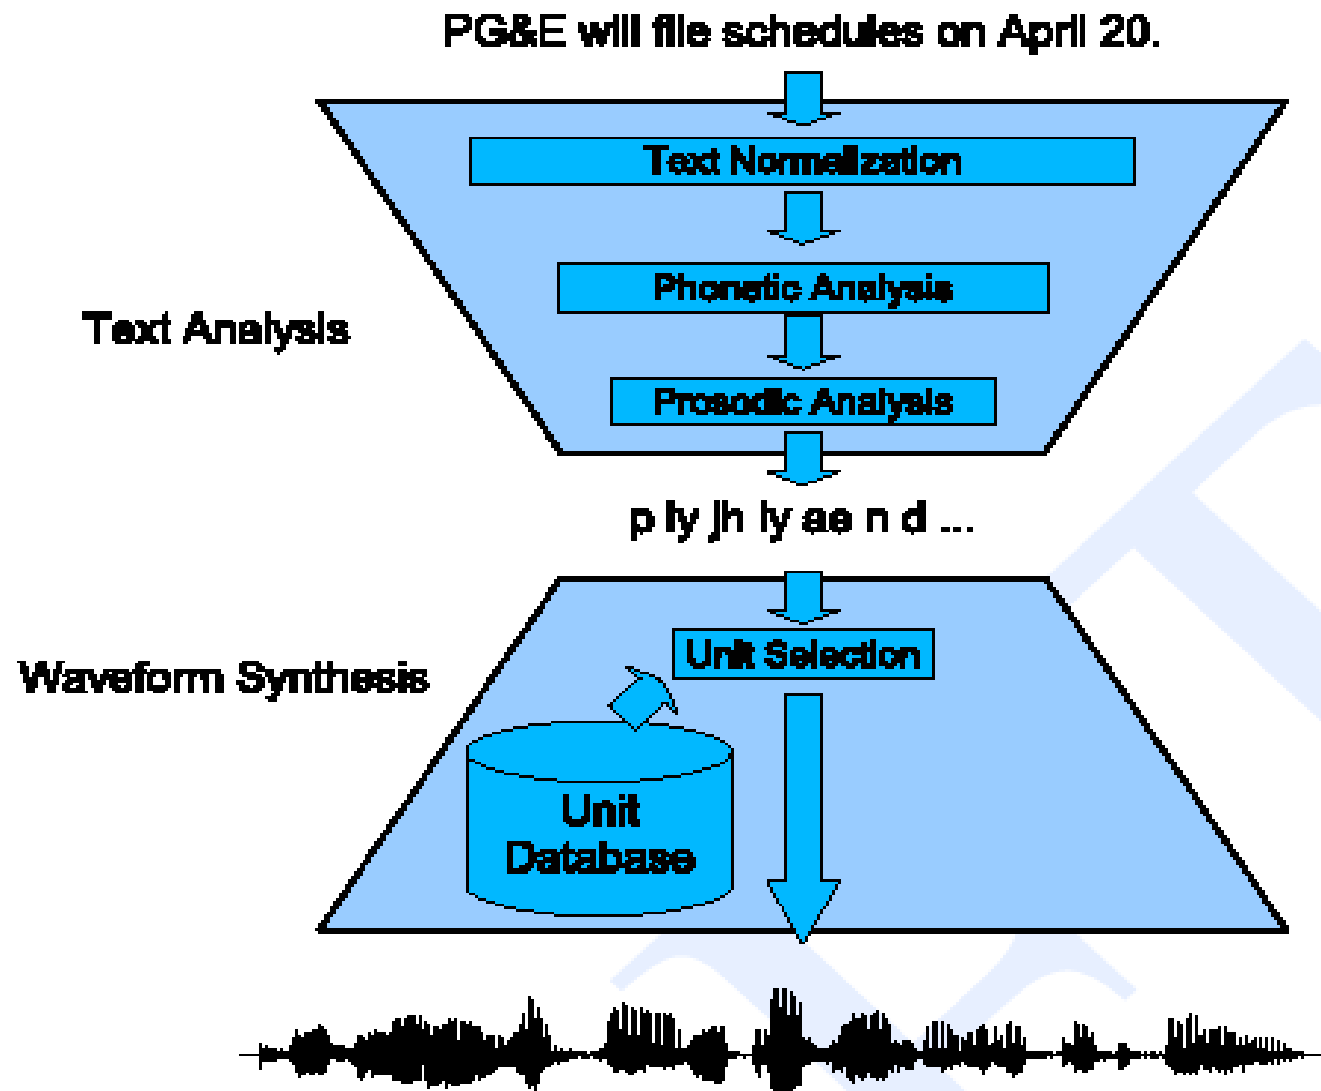 PG&E will file schedules on April 20.
Text Normalization
Phonetic Analysis
Text Analysis
Prosodic Analysis
p iy jh iy ae n d ...
Unit Selection
Waveform Synthesis
Unit
Database